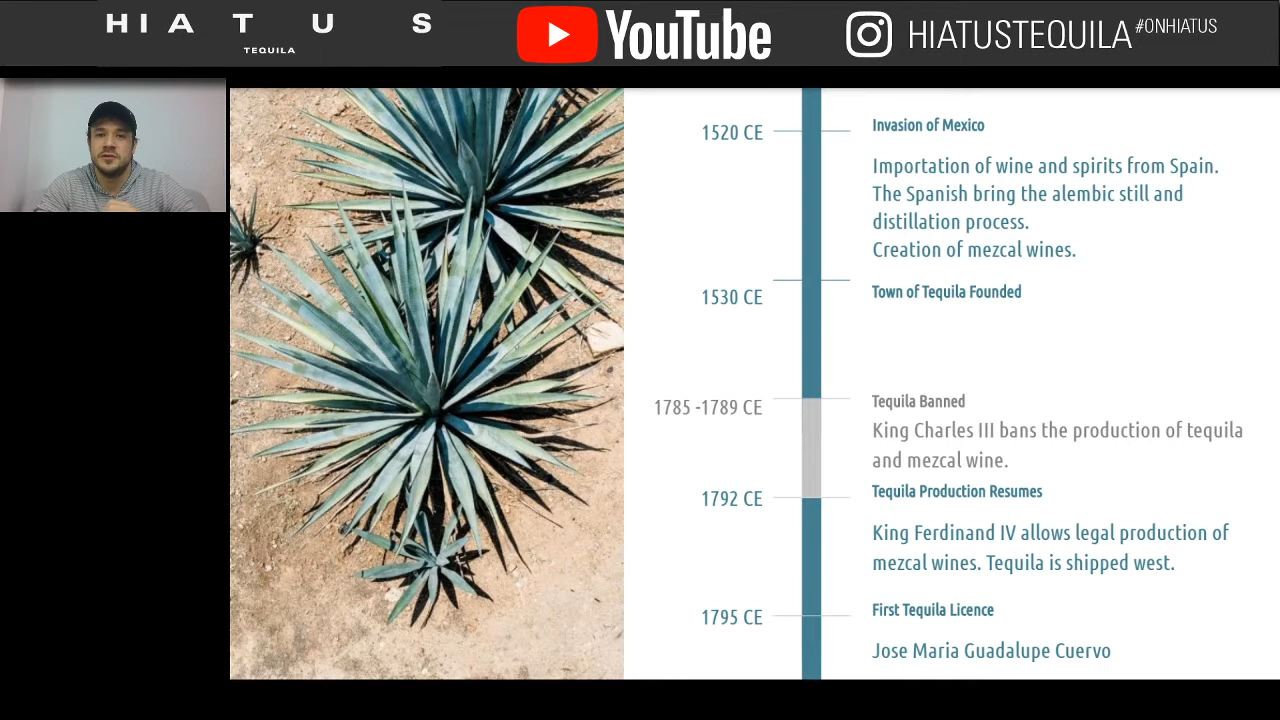 HIATUS
TEQUILA
YouTube
HIATUSTEQUILA #ONHIATUS
1520 CE
Invasion of Mexico
Importation of wine and spirits from Spain.
The Spanish bring the alembic still and
distillation process.
Creation of mezcal wines.
1530 CE
Town of Tequila Founded
1785 -1789 CE
Tequila Banned
King Charles III bans the production of tequila
and mezcal wine.
1792 CE
Tequila Production Resumes
King Ferdinand IV allows legal production of
mezcal wines. Tequila is shipped west.
1795 CE
First Tequila Licence
Jose Maria Guadalupe Cuervo